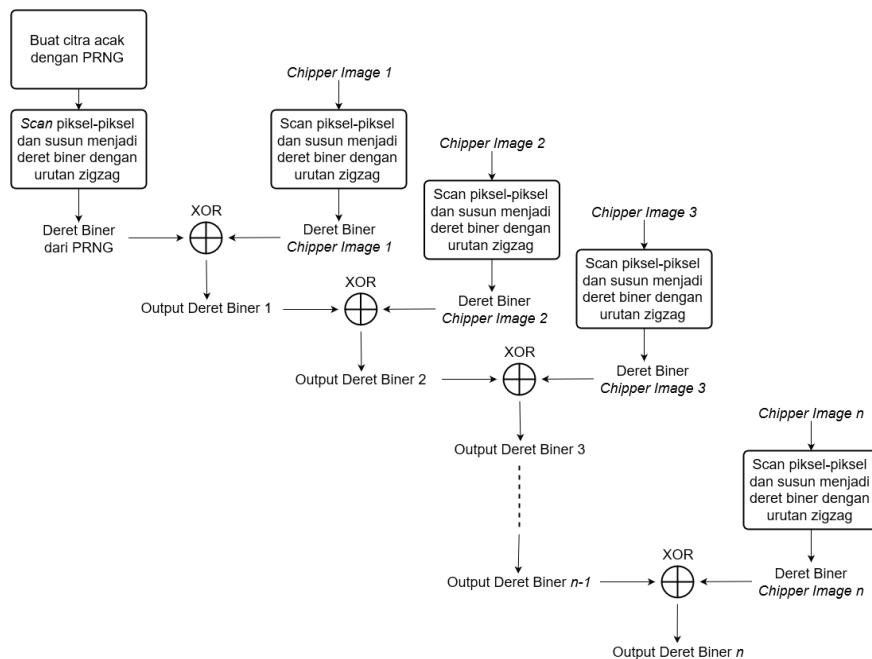 Buat citra acak
dengan PRNG
Chipper Image 1
Scan piksel-piksel
dan susun menjadi
deret biner dengan
urutan zigzag
Scan piksel-piksel
dan susun menjadi
deret biner dengan
urutan zigzag
Chipper Image 2
Scan piksel-piksel
dan susun menjadi
deret biner dengan
urutan zigzag
Chipper Image 3
Scan piksel-piksel
dan susun menjadi
deret biner dengan
urutan zigzag
Deret Biner
dari PRNG
XOR
Deret Biner
Chipper Image 1
Output Deret Biner 1
XOR
Deret Biner
Chipper Image 2
Output Deret Biner 2
XOR
Deret Biner
Chipper Image 3
Output Deret Biner 3
Chipper Image n
Scan piksel-piksel
dan susun menjadi
deret biner dengan
urutan zigzag
Output Deret Biner n-1
XOR
Deret Biner
Chipper Image n
Output Deret Biner n